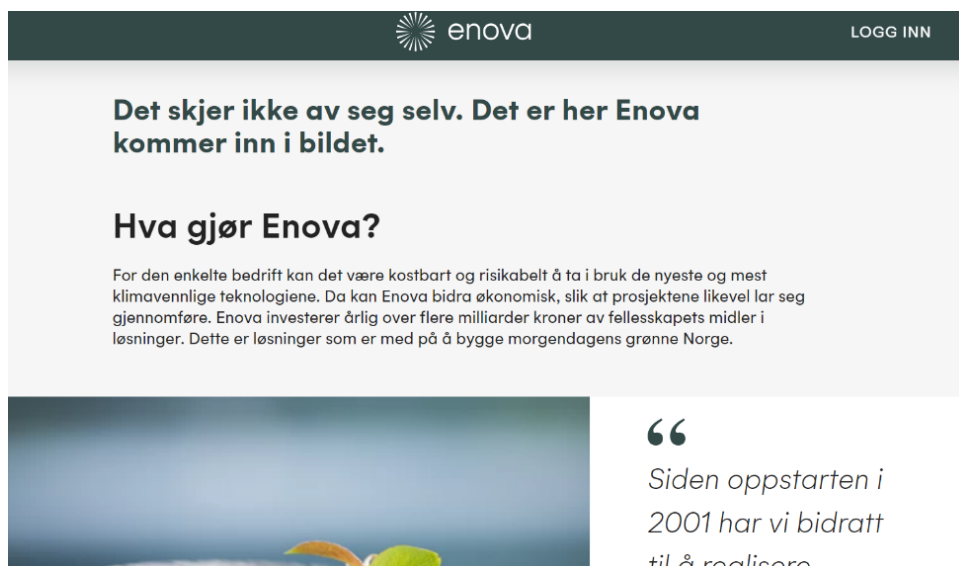 enova
LOGG INN
Det skjer ikke av seg selv. Det er her Enova
kommer inn i bildet.
Hva gjør Enova?
For den enkelte bedrift kan det være kostbart og risikabelt å ta i bruk de nyeste og mest
klimavennlige teknologiene. Da kan Enova bidra økonomisk, slik at prosjektene likevel lar seg
gjennomføre. Enova investerer årlig over flere milliarder kroner av fellesskapets midler i
løsninger. Dette er løsninger som er med på å bygge morgendagens grønne Norge.
“
Siden oppstarten i
2001 har vi bidratt
til å realisere